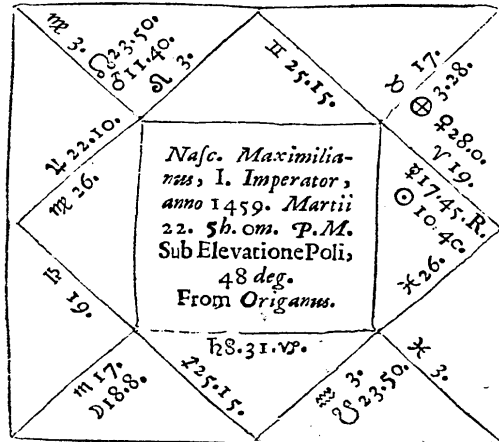 ♍ 3.
☊23.50.
♂11.40.
♌ 3.
♊ 25.15.
17.
♉
⊕ 3.28.
♀28.0.
♈ 19.
☿17.45.R.
☉ 10.40.
♓26.
♃ 22.10.
♍ 26.
Nasc. Maximilia-
nus, I. Imperator,
anno 1459. Martii
22. 5h. 0m. P.M.
Sub Elevatione Poli,
48 deg.
From Origanus.
♎ 19.
♏ 17.
☽18.8.
♐25.15.
♄8.31.♑.
♒ 3.
☋23.50.
♓ 3.